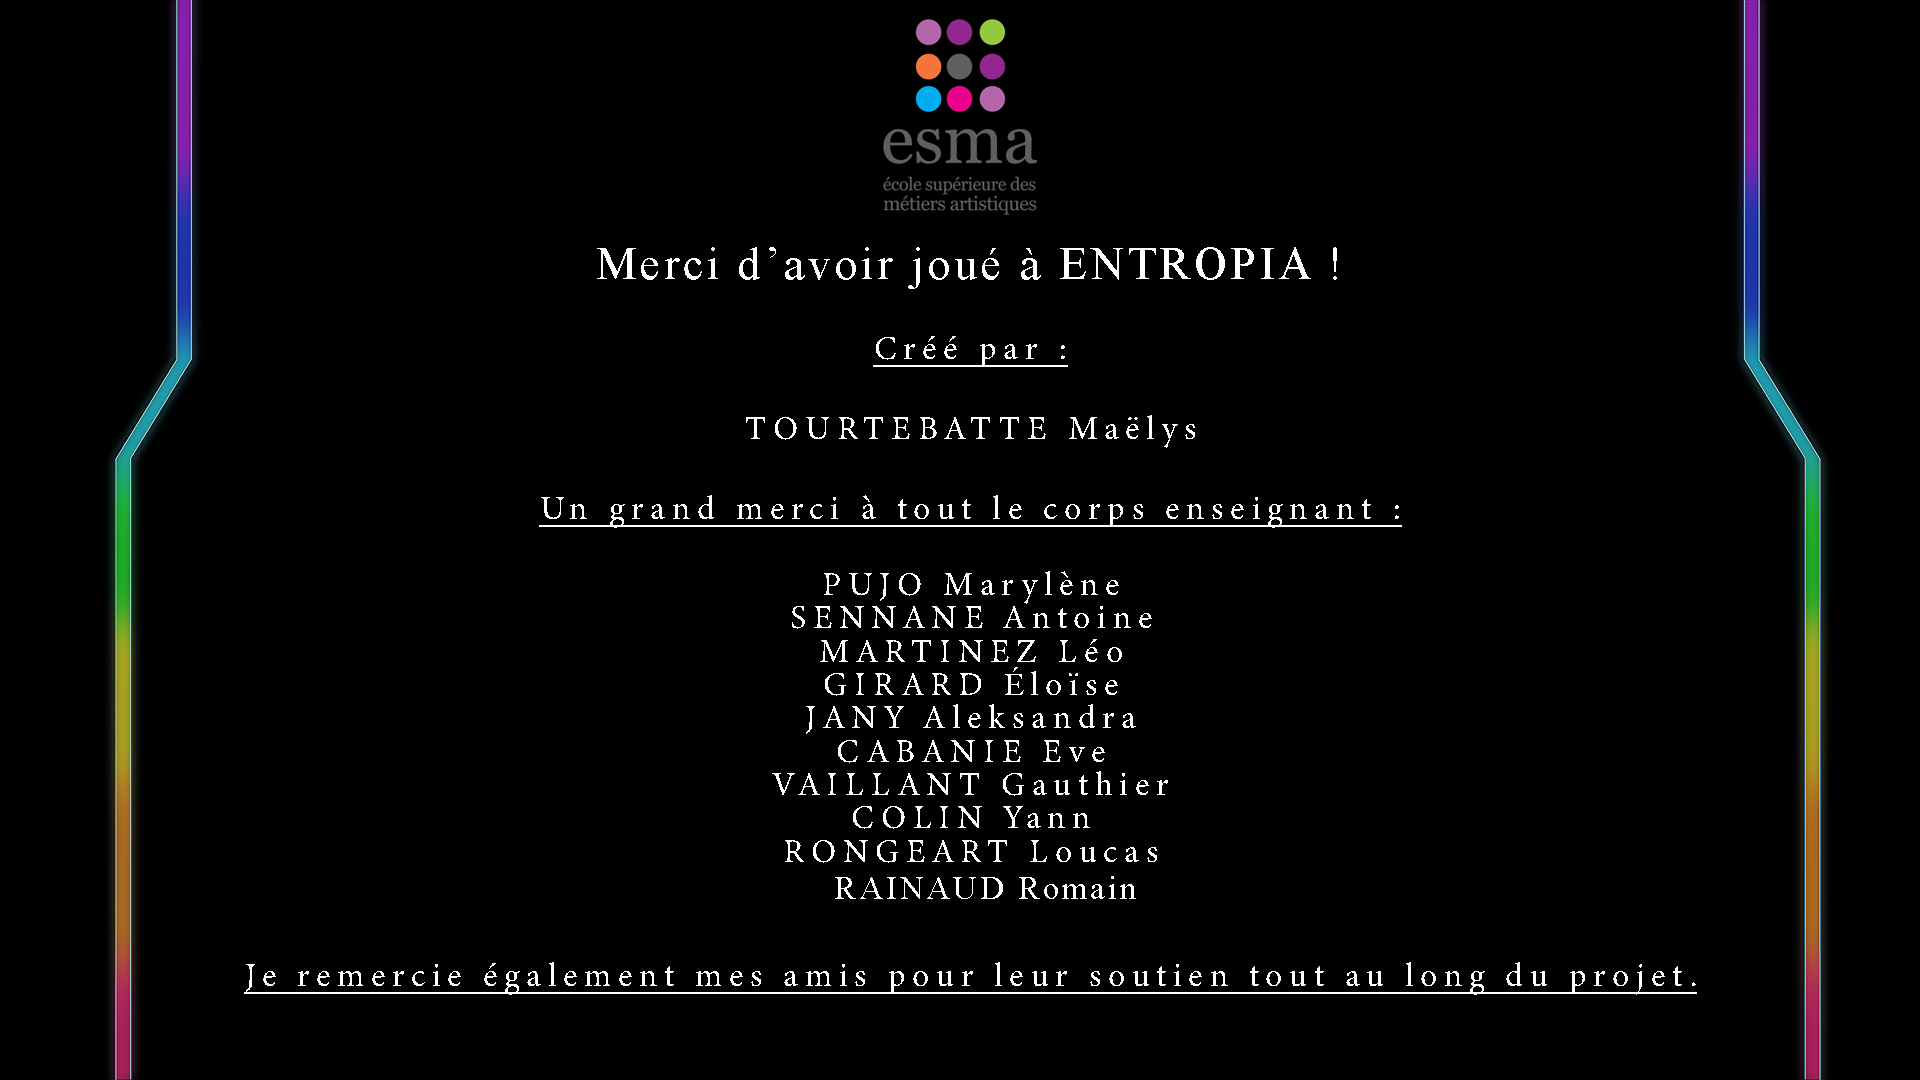 esma
école supérieure des
métiers artistiques
Merci d’avoir joué à ENTROPIA !
Créé par :
TOURTEBATTE Maëlys
Un grand merci à tout le corps enseignant :
PUJO Marylène
SENNANE Antoine
MARTINEZ Léo
GIRARD Éloïse
JANY Aleksandra
CABANIE Eve
VAILLANT Gauthier
COLIN Yann
RONGEART Loucas
RAINAUD Romain
Je remercie également mes amis pour leur soutien tout au long du projet.